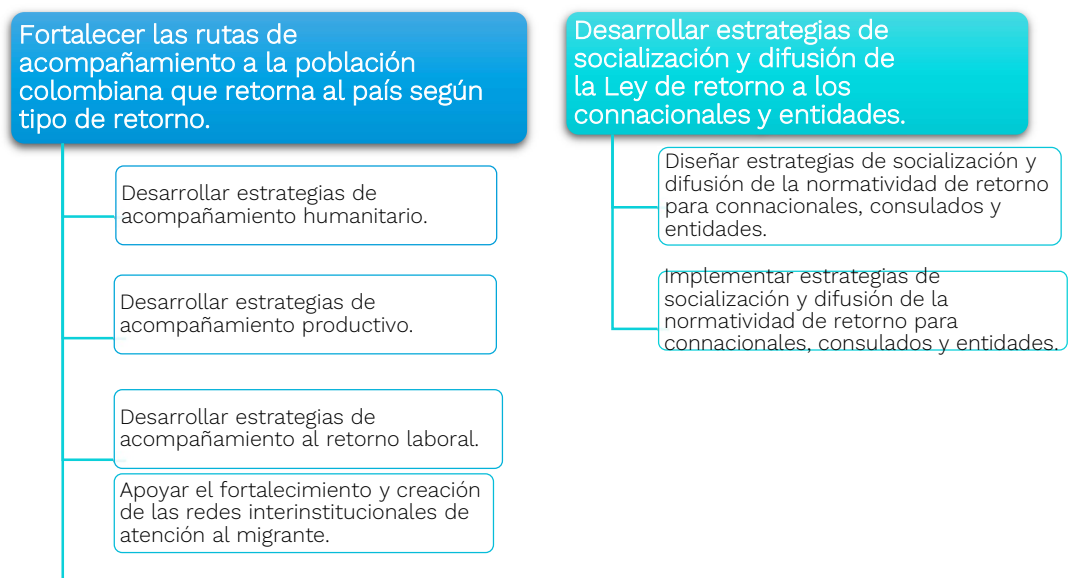 Fortalecer las rutas de
acompañamiento a la población
colombiana que retorna al país según
tipo de retorno.
Desarrollar estrategias de
acompañamiento humanitario.
Desarrollar estrategias de
acompañamiento productivo.
Desarrollar estrategias de
acompañamiento al retorno laboral.
Apoyar el fortalecimiento y creación
de las redes interinstitucionales de
atención al migrante.
Desarrollar estrategias de
socialización y difusión de
la Ley de retorno a los
connacionales y entidades.
Diseñar estrategias de socialización y
difusión de la normatividad de retorno
para connacionales, consulados y
entidades.
Implementar estrategias de
socialización y difusión de la
normatividad de retorno para
connacionales, consulados y entidades.